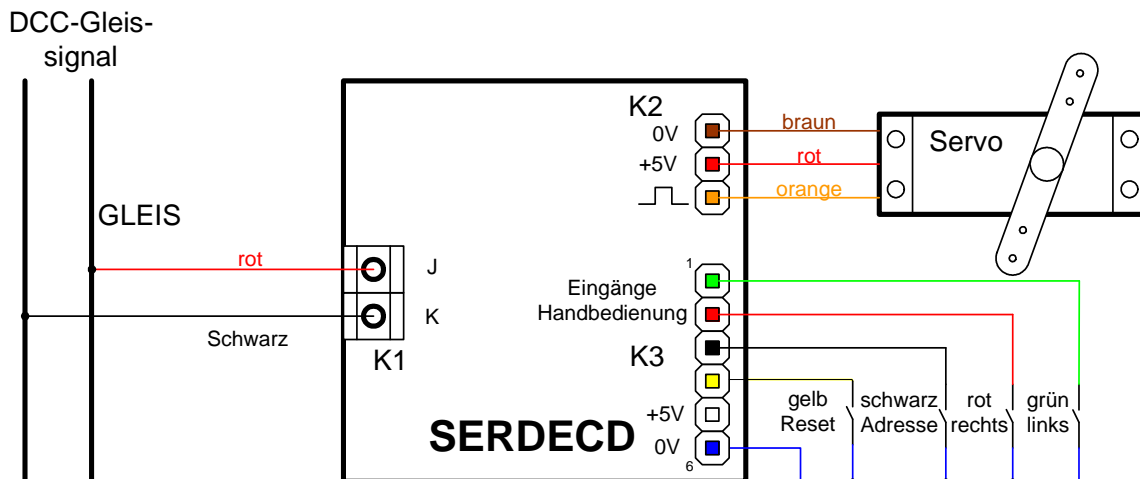 DCC-Gleis-
signal
GLEIS
rot
Schwarz
J
K
K1
K2
0V
+5V
braun
rot
orange
Servo
1
Eingänge
Handbedienung
K3
+5V
0V
6
SERDECD
gelb
Reset
schwarz
Adresse
rot
rechts
grün
links